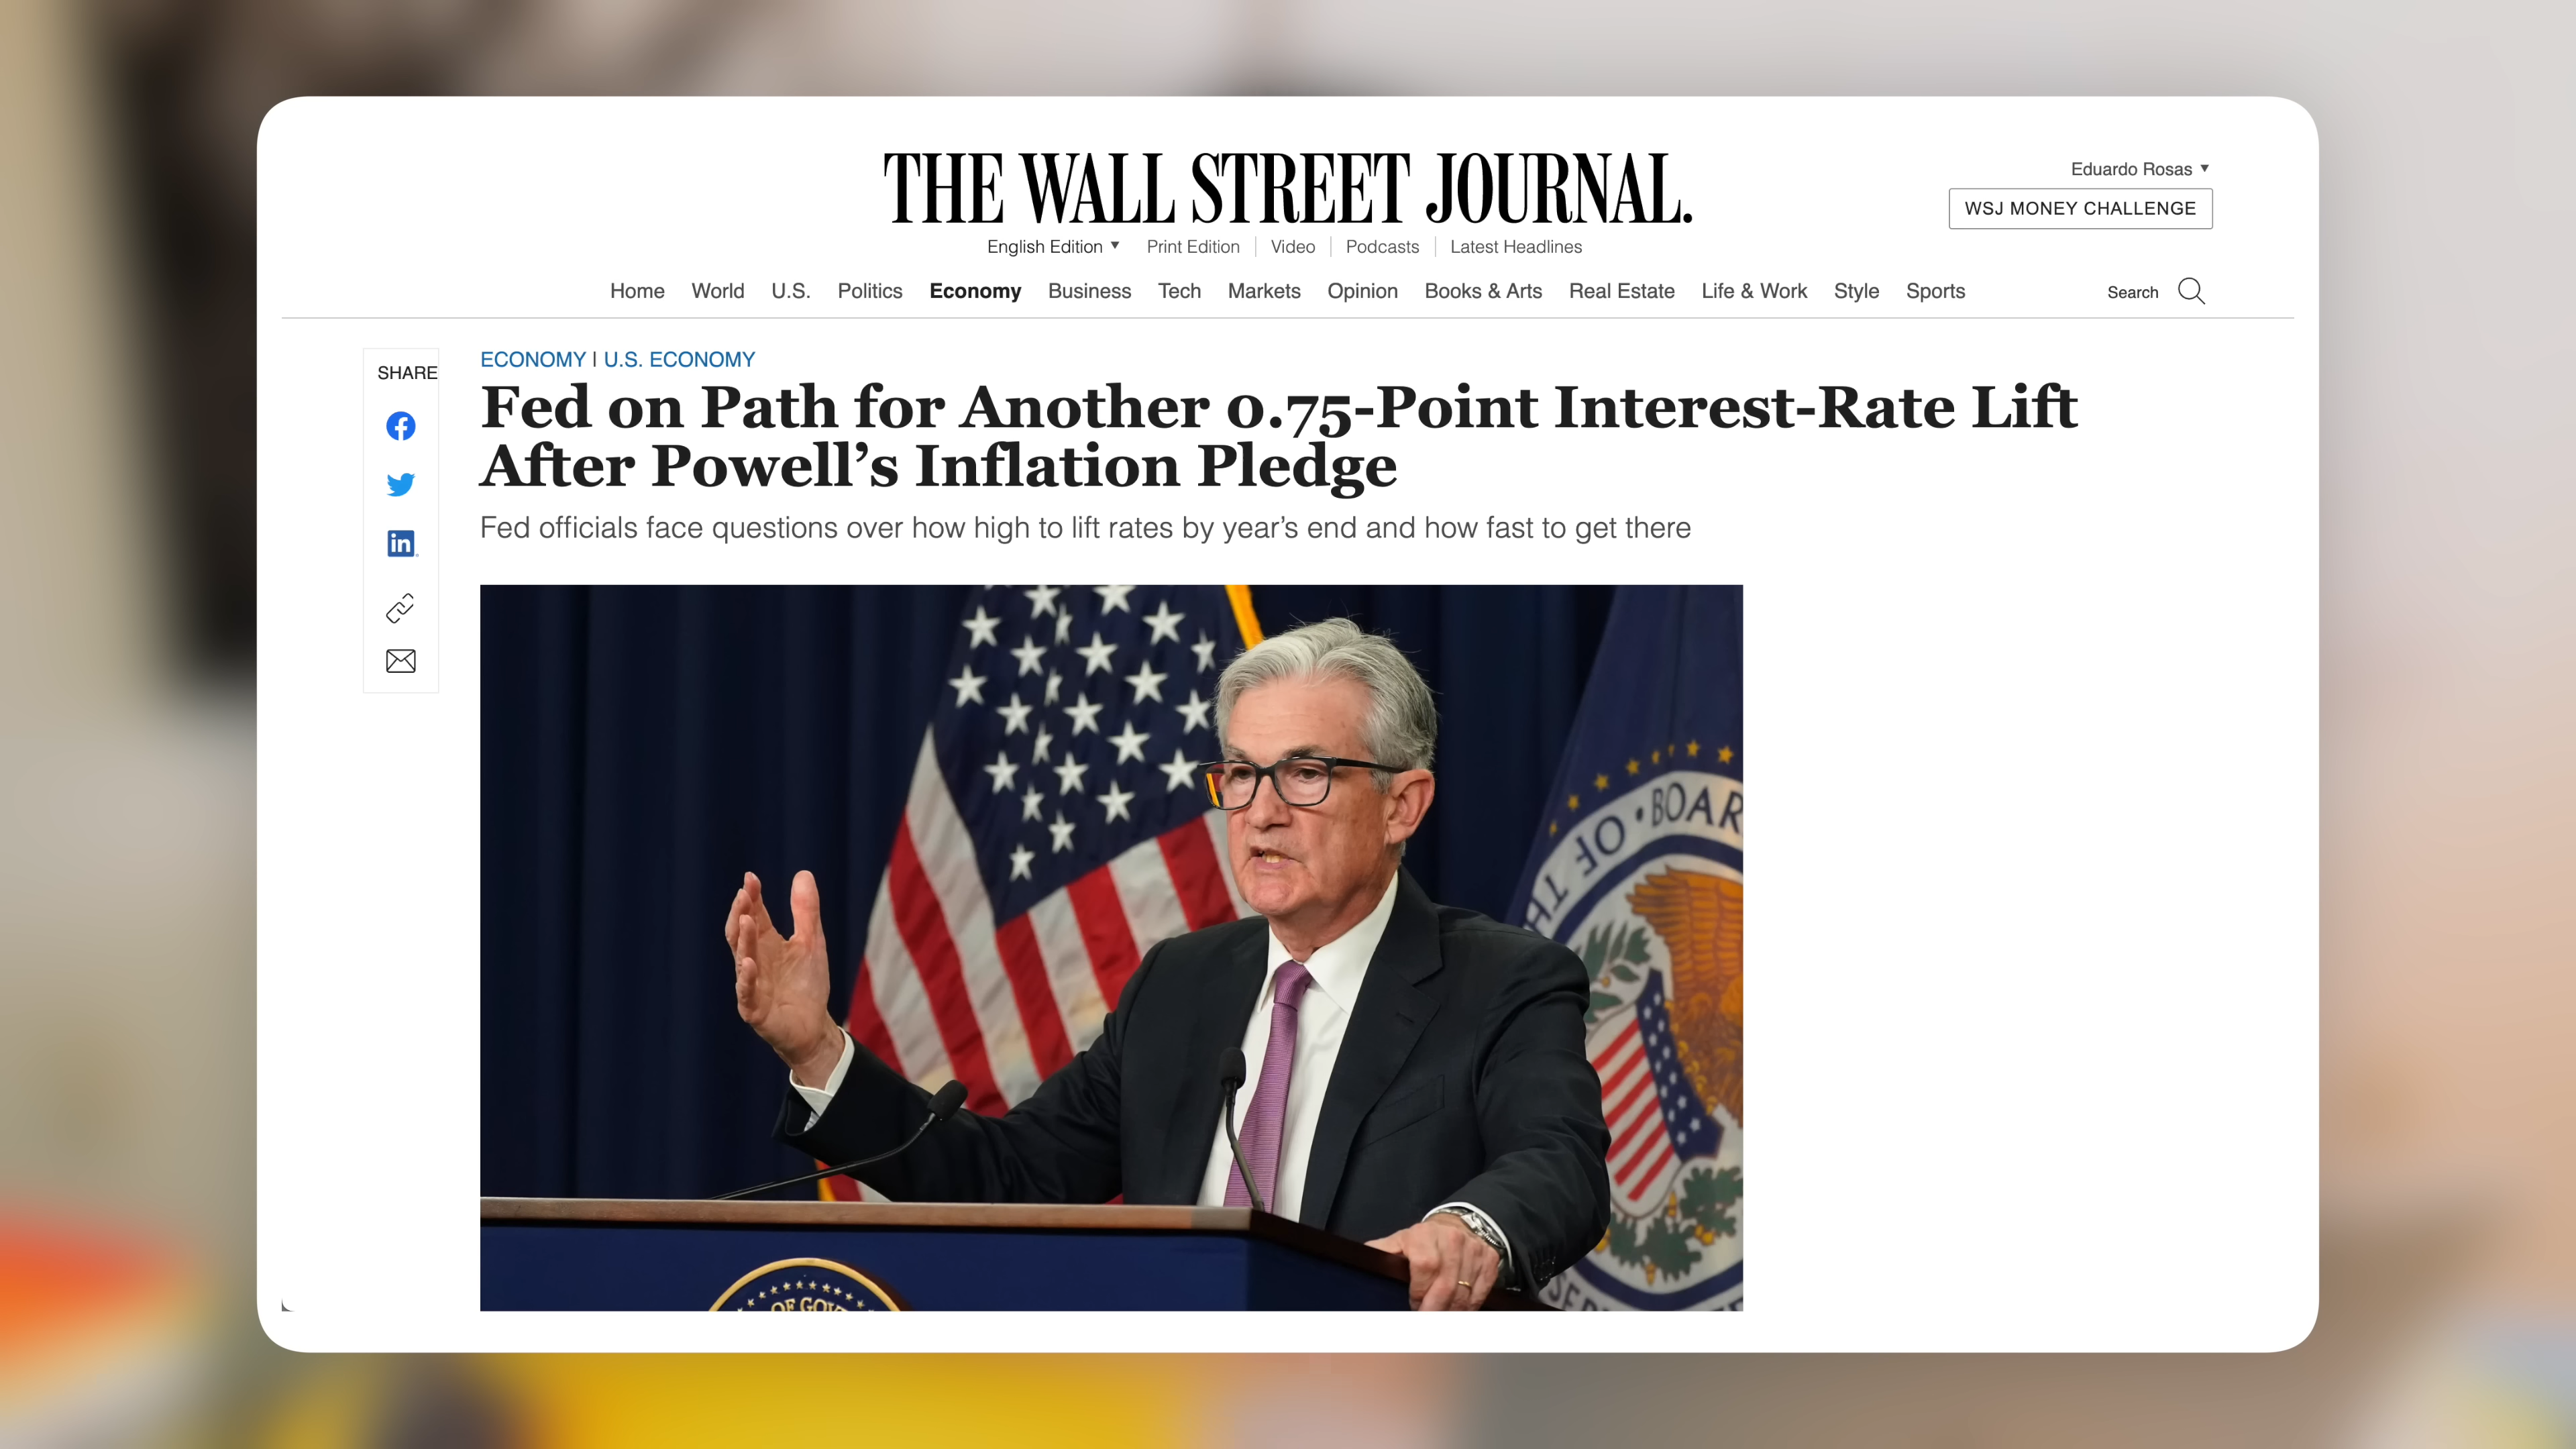 THE WALL STREET JOURNAL.
Eduardo Rosas
WSJ MONEY CHALLENGE
English Edition Print Edition Video Podcasts Latest Headlines
Home World U.S. Politics Economy Business Tech Markets Opinion Books & Arts Real Estate Life & Work Style Sports Search
SHARE
ECONOMY | U.S. ECONOMY
Fed on Path for Another 0.75-Point Interest-Rate Lift
After Powell’s Inflation Pledge
Fed officials face questions over how high to lift rates by year’s end and how fast to get there
in
OF